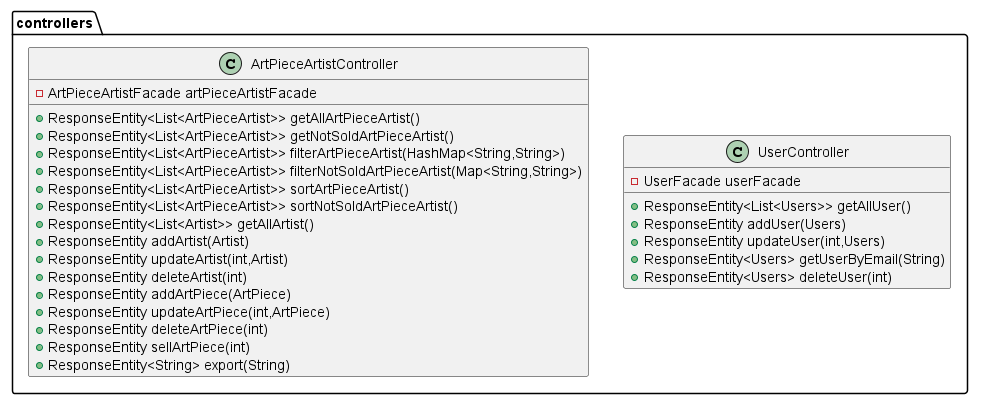 controllers
C ArtPieceArtistController
ArtPieceArtistFacade artPieceArtistFacade
ResponseEntity<List<ArtPieceArtist>> getAllArtPieceArtist()
ResponseEntity<List<ArtPieceArtist>> getNotSoldArtPieceArtist()
ResponseEntity<List<ArtPieceArtist>> filterArtPieceArtist(HashMap<String,String>)
ResponseEntity<List<ArtPieceArtist>> filterNotSoldArtPieceArtist(Map<String,String>)
ResponseEntity<List<ArtPieceArtist>> sortArtPieceArtist()
ResponseEntity<List<ArtPieceArtist>> sortNotSoldArtPieceArtist()
ResponseEntity<List<Artist>> getAllArtist()
ResponseEntity addArtist(Artist)
ResponseEntity updateArtist(int,Artist)
ResponseEntity deleteArtist(int)
ResponseEntity addArtPiece(ArtPiece)
ResponseEntity updateArtPiece(int,ArtPiece)
ResponseEntity deleteArtPiece(int)
ResponseEntity sellArtPiece(int)
ResponseEntity<String> export(String)
C UserController
UserFacade userFacade
ResponseEntity<List<Users>> getAllUser()
ResponseEntity addUser(Users)
ResponseEntity updateUser(int,Users)
ResponseEntity<Users> getUserByEmail(String)
ResponseEntity<Users> deleteUser(int)